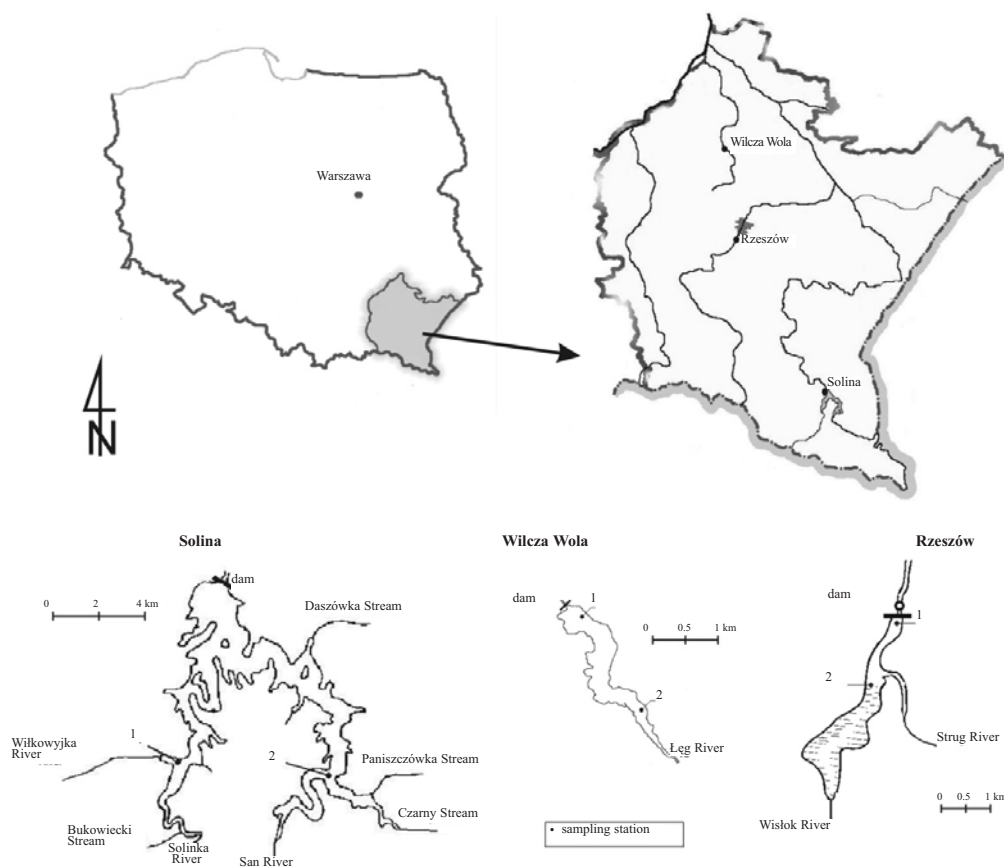 Warszawa
Wilcza Wola
Rzeszów
Solina
N
Solina
Wilcza Wola
Rzeszów
dam
0 2 4 km
Daszówka Stream
1
Wiłkowyjka
River
2
Paniszczówka Stream
Czarny Stream
Bukowiecki
Stream
Solinka
River
San River
dam
1
0 0.5 1 km
2
Łęg River
• sampling station
dam
1
2
Strug River
0 0.5 1 km
Wisłok River